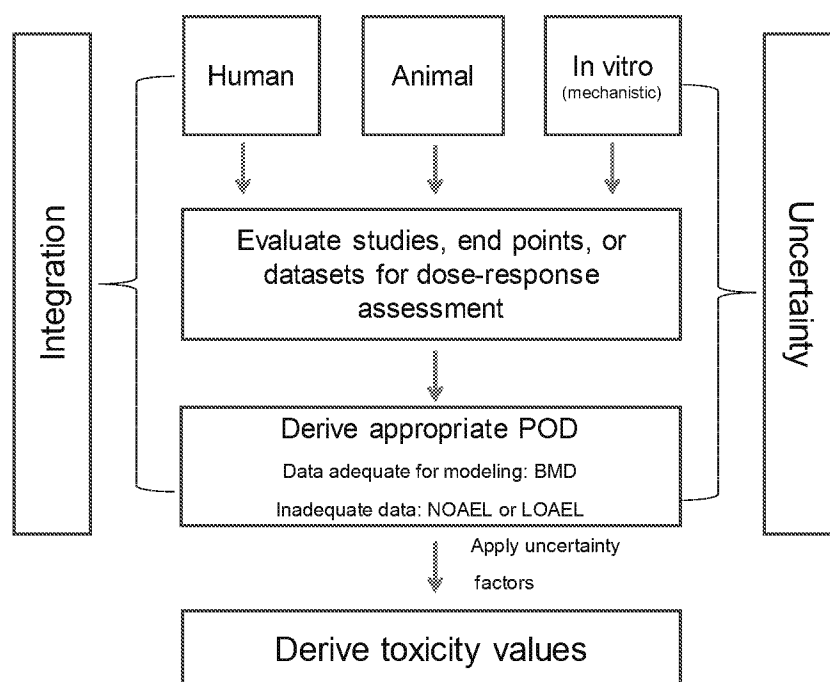 Human
Animal
In vitro
(mechanistic)
Integration
Uncertainty
Evaluate studies, end points, or
datasets for dose-response
assessment
Derive appropriate POD
Data adequate for modeling: BMD
Inadequate data: NOAEL or LOAEL
Apply uncertainty
factors
Derive toxicity values